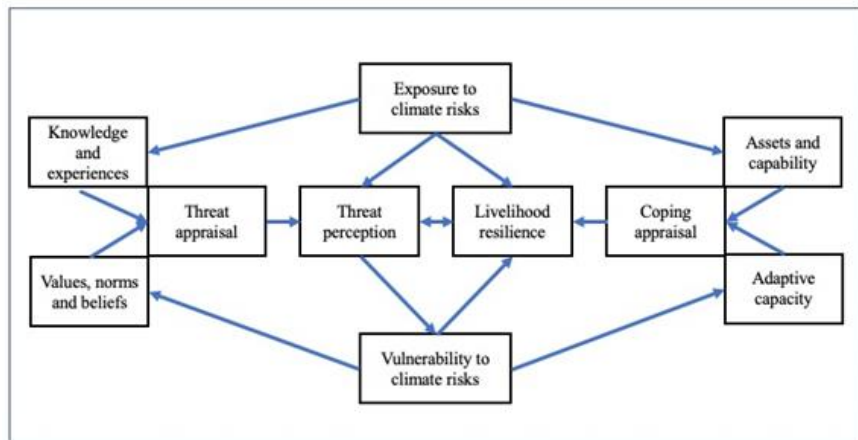 Exposure to
climate risks
Knowledge
and
experiences
Assets and
capability
Threat
appraisal
Threat
perception
Livelihood
resilience
Coping
appraisal
Values, norms
and beliefs
Adaptive
capacity
Vulnerability to
climate risks